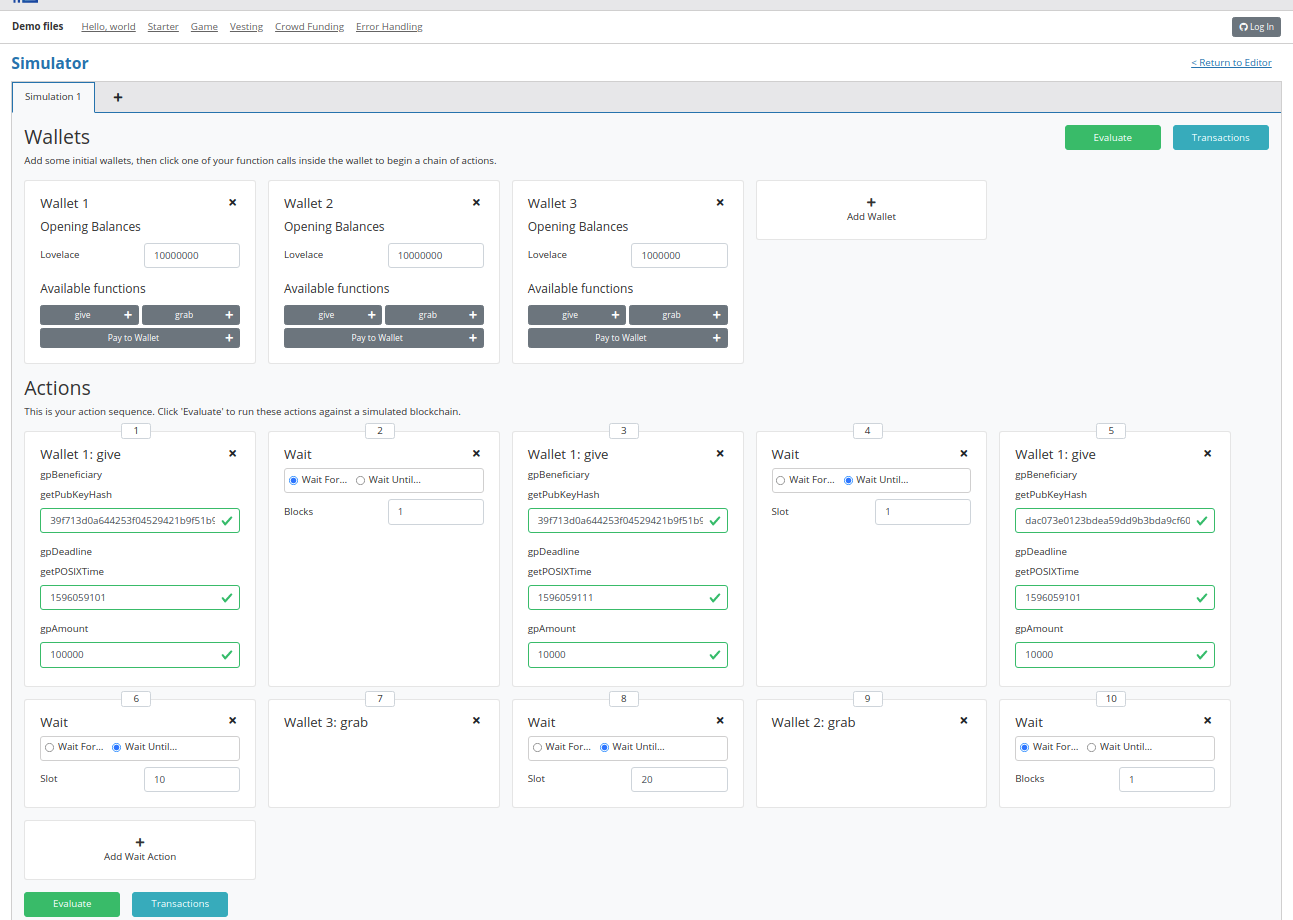 Demo files Hello, world Starter Game Vesting Crowd Funding Error Handling Log In
Simulator < Return to Editor
Simulation 1 +
Wallets Evaluate Transactions
Add some initial wallets, then click one of your function calls inside the wallet to begin a chain of actions.
Wallet 1
Opening Balances
Lovelace 10000000
Available functions
give + grab +
Pay to Wallet +
Wallet 2
Opening Balances
Lovelace 10000000
Available functions
give + grab +
Pay to Wallet +
Wallet 3
Opening Balances
Lovelace 1000000
Available functions
give + grab +
Pay to Wallet +
+
Add Wallet
Actions
This is your action sequence. Click 'Evaluate' to run these actions against a simulated blockchain.
1
Wallet 1: give
gpBeneficiary
getPubKeyHash
39f713d0a644253f04529421b9f51b9
gpDeadline
getPOSIXTime
1596059101
gpAmount
100000
2
Wait
Wait For... Wait Until...
Blocks 1
3
Wallet 1: give
gpBeneficiary
getPubKeyHash
39f713d0a644253f04529421b9f51b9
gpDeadline
getPOSIXTime
1596059111
gpAmount
10000
4
Wait
Wait For... Wait Until...
Slot 1
5
Wallet 1: give
gpBeneficiary
getPubKeyHash
dac073e0123bdea59dd9b3bda9cf60
gpDeadline
getPOSIXTime
1596059101
gpAmount
10000
6
Wait
Wait For... Wait Until...
Slot 10
7
Wallet 3: grab
8
Wait
Wait For... Wait Until...
Slot 20
9
Wallet 2: grab
10
Wait
Wait For... Wait Until...
Blocks 1
+
Add Wait Action
Evaluate Transactions